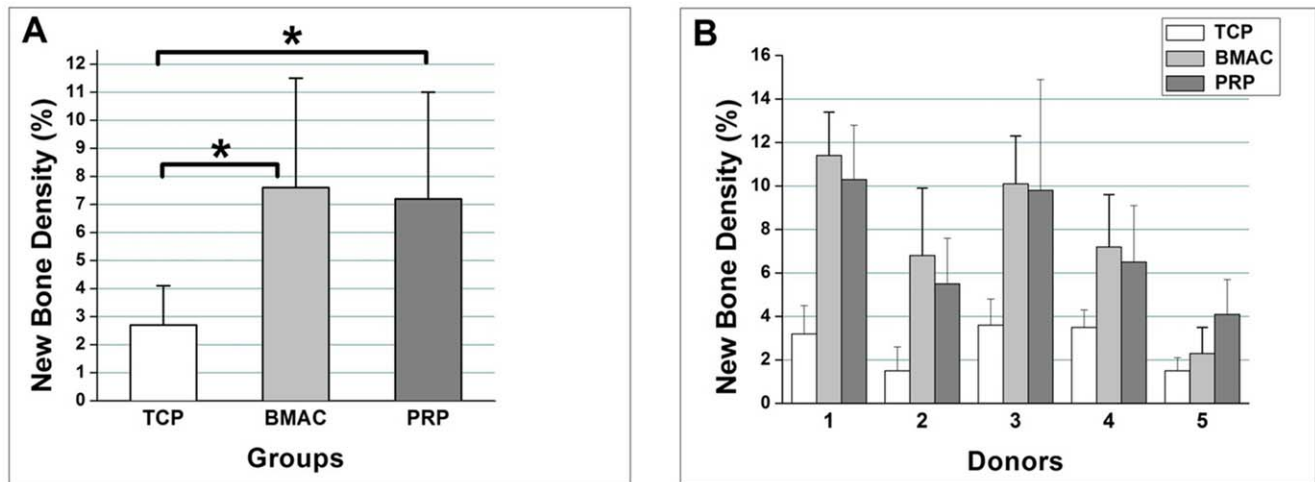 A
New Bone Density (%)
12
11
10
9
8
7
6
5
4
3
2
1
0
*
*
TCP BMAC PRP
Groups
B
New Bone Density (%)
16
14
12
10
8
6
4
2
0
TCP
BMAC
PRP
1 2 3 4 5
Donors